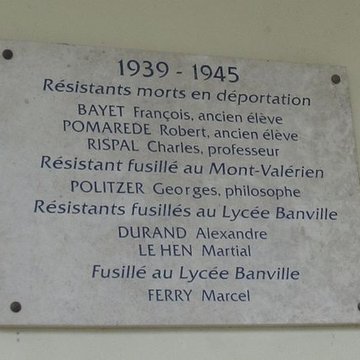 1939 - 1945
Résistants morts en déportation
BAYET François, ancien élève
POMAREDE Robert, ancien élève
RISPAL Charles, professeur
Résistant fusillé au Mont-Valérien
POLITZER Georges, philosophe
Résistants fusillés au Lycée Banville
DURAND Alexandre
LE HEN Martial
Fusillé au Lycée Banville
FERRY Marcel